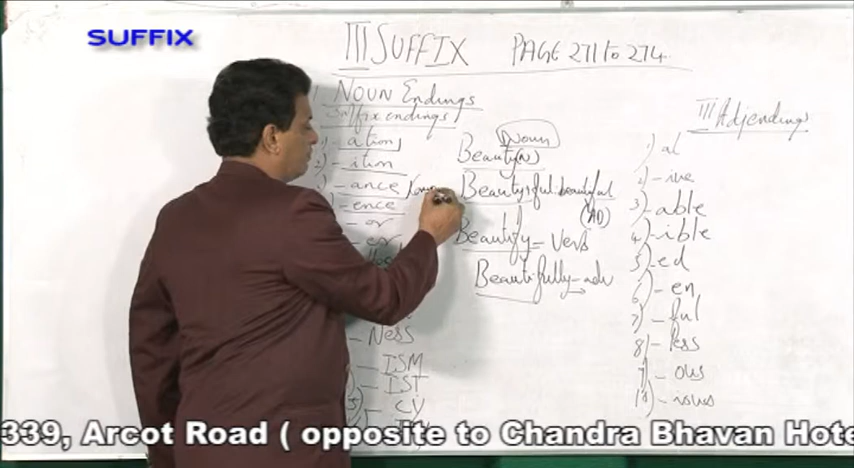 SUFFIX
III SUFFIX PAGE 271 to 274
NOUN Endings
Suffix endings
1) - ation
2) - ition
- ance
- ence
- or
- er
- Ness
- ISM
- IST
- CY
Noun
Beauty(N)
Beauty+ful=beautiful
Beautify = Verb
Beautifully - adv
III Adj endings
1) al
2) - ive
3) - able
4) - ible
5) - ed
6) - en
7) - ful
8) - less
9) - ous
10) - ious
339, Arcot Road ( opposite to Chandra Bhavan Hote